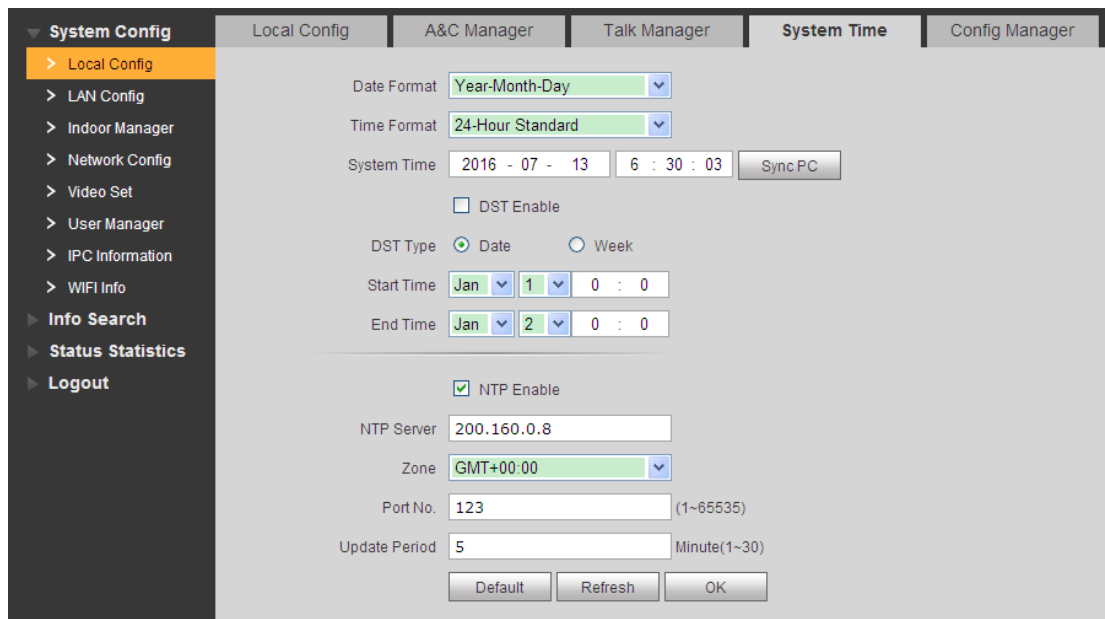 System Config
Local Config
LAN Config
Indoor Manager
Network Config
Video Set
User Manager
IPC Information
WIFI Info
Info Search
Status Statistics
Logout
Local Config A&C Manager Talk Manager System Time Config Manager
Date Format Year-Month-Day
Time Format 24-Hour Standard
System Time 2016 - 07 - 13 6 : 30 : 03 Sync PC
DST Enable
DST Type Date Week
Start Time Jan 1 0 : 0
End Time Jan 2 0 : 0
NTP Enable
NTP Server 200.160.0.8
Zone GMT+00:00
Port No. 123 (1~65535)
Update Period 5 Minute(1~30)
Default Refresh OK